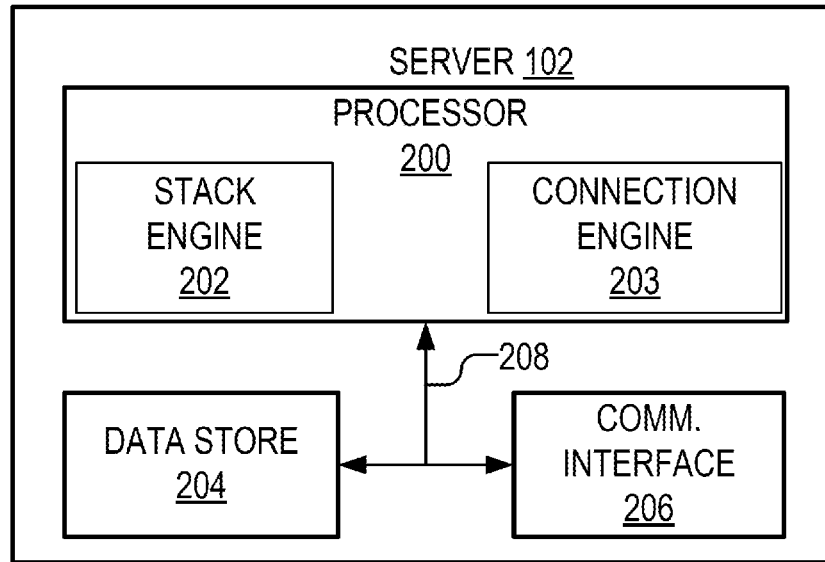 SERVER 102
PROCESSOR
200
STACK
ENGINE
202
CONNECTION
ENGINE
203
208
DATA STORE
204
COMM.
INTERFACE
206